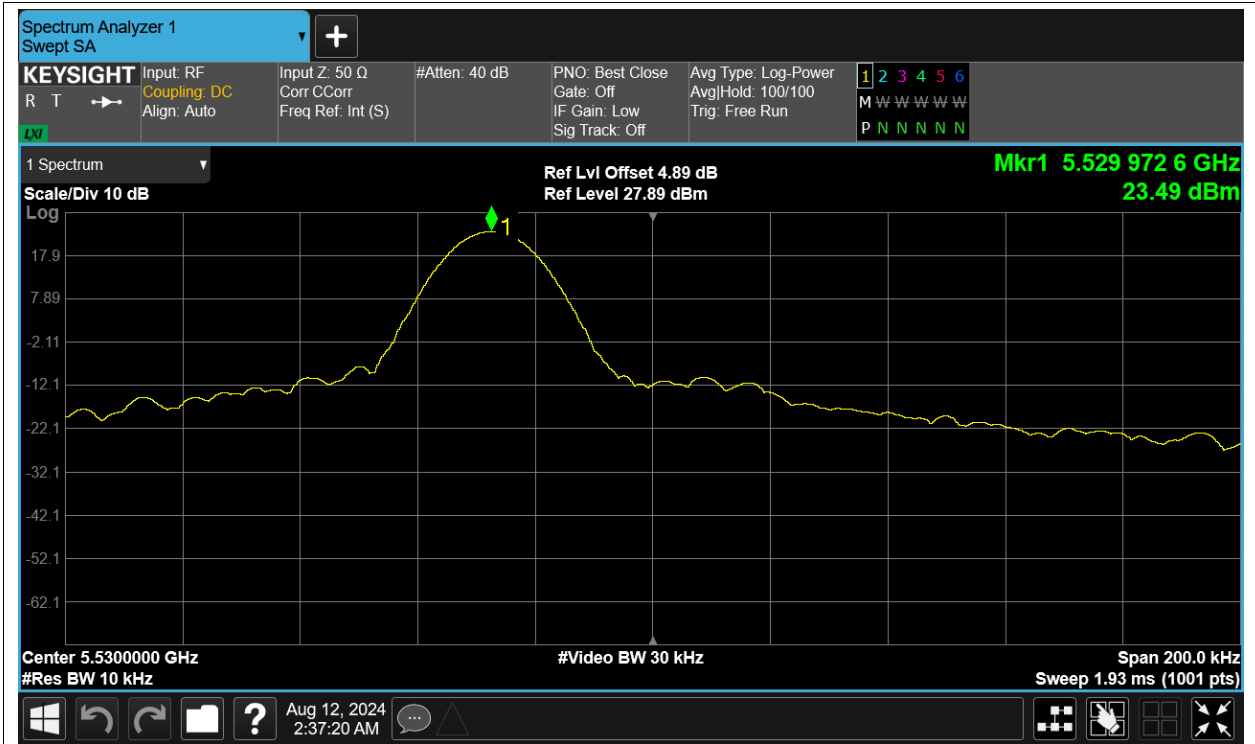 Spectrum Analyzer 1
Swept SA
KEYSIGHT
R T
LXI
Input: RF
Coupling: DC
Align: Auto
Input Z: 50 Ω
Corr CCorr
Freq Ref: Int (S)
#Atten: 40 dB
PNO: Best Close
Gate: Off
IF Gain: Low
Sig Track: Off
Avg Type: Log-Power
Avg|Hold: 100/100
Trig: Free Run
1 2 3 4 5 6
M W W W W W
P N N N N N
1 Spectrum
Scale/Div 10 dB
Log
Ref Lvl Offset 4.89 dB
Ref Level 27.89 dBm
Mkr1 5.529 972 6 GHz
23.49 dBm
1
17.9
7.89
-2.11
-12.1
-22.1
-32.1
-42.1
-52.1
-62.1
Center 5.5300000 GHz
#Res BW 10 kHz
#Video BW 30 kHz
Span 200.0 kHz
Sweep 1.93 ms (1001 pts)
?
Aug 12, 2024
2:37:20 AM